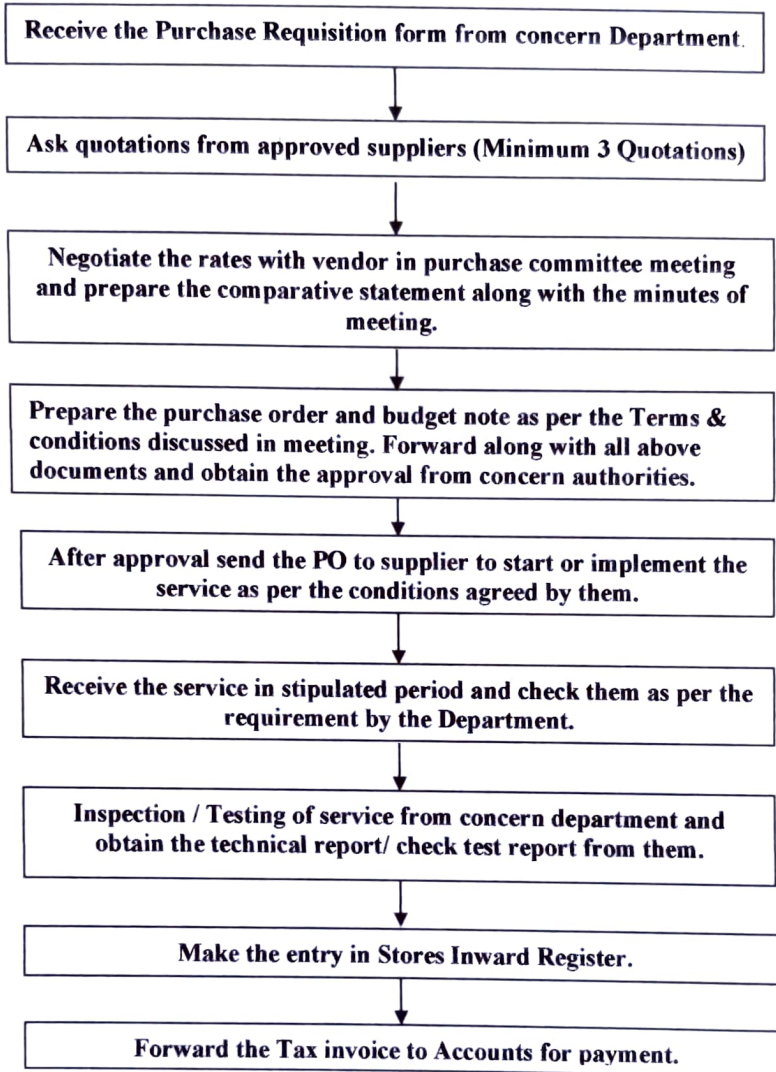 Receive the Purchase Requisition form from concern Department.
Ask quotations from approved suppliers (Minimum 3 Quotations)
Negotiate the rates with vendor in purchase committee meeting
and prepare the comparative statement along with the minutes of
meeting.
Prepare the purchase order and budget note as per the Terms &
conditions discussed in meeting. Forward along with all above
documents and obtain the approval from concern authorities.
After approval send the PO to supplier to start or implement the
service as per the conditions agreed by them.
Receive the service in stipulated period and check them as per the
requirement by the Department.
Inspection / Testing of service from concern department and
obtain the technical report/ check test report from them.
Make the entry in Stores Inward Register.
Forward the Tax invoice to Accounts for payment.